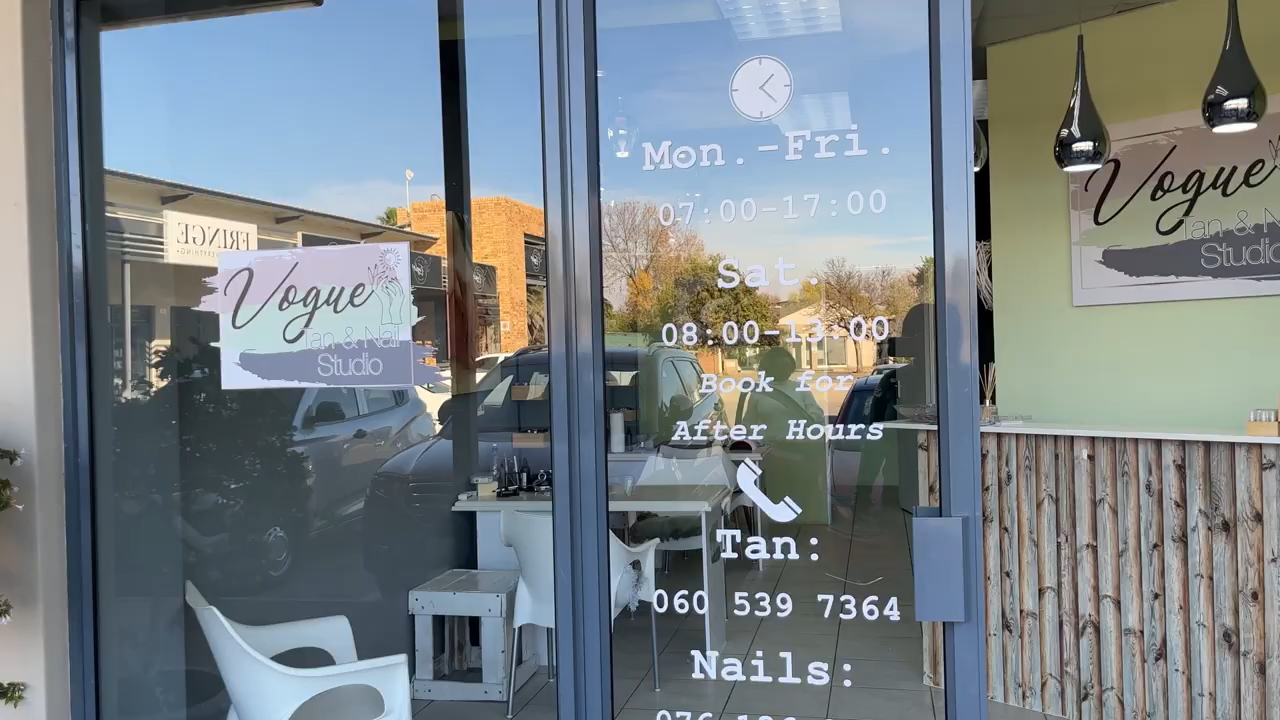 Vogue
Tan & Nail
Studio
FRINGE
Mon.-Fri.
07:00-17:00
Sat.
08:00-13:00
Book for
After Hours
Tan:
060 539 7364
Nails:
Vogue
Tan & N
Studio